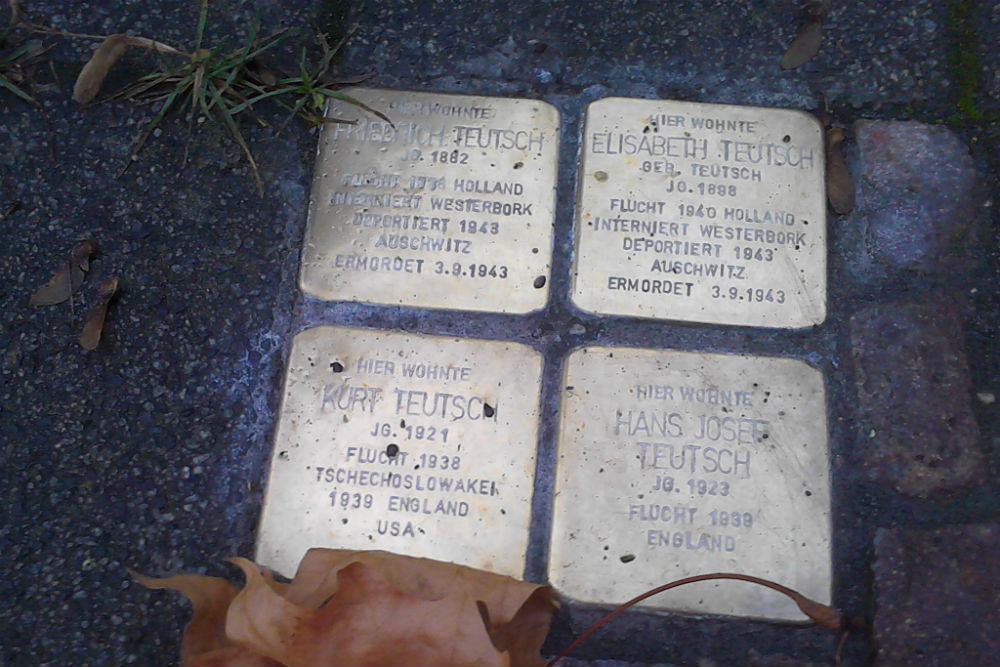 HIER WOHNTE
FRIEDRICH TEUTSCH
JG. 1882
FLUCHT HOLLAND
INTERNIERT WESTERBORK
DEPORTIERT 1943
AUSCHWITZ
ERMORDET 3.9.1943
HIER WOHNTE
ELISABETH TEUTSCH
GEB. TEUTSCH
JG. 1898
FLUCHT 1940 HOLLAND
INTERNIERT WESTERBORK
DEPORTIERT 1943
AUSCHWITZ
ERMORDET 3.9.1943
HIER WOHNTE
KURT TEUTSCH
JG. 1921
FLUCHT 1938
TSCHECHOSLOWAKEI
1939 ENGLAND
USA
HIER WOHNTE
HANS JOSEF
TEUTSCH
JG. 1923
FLUCHT 1939
ENGLAND